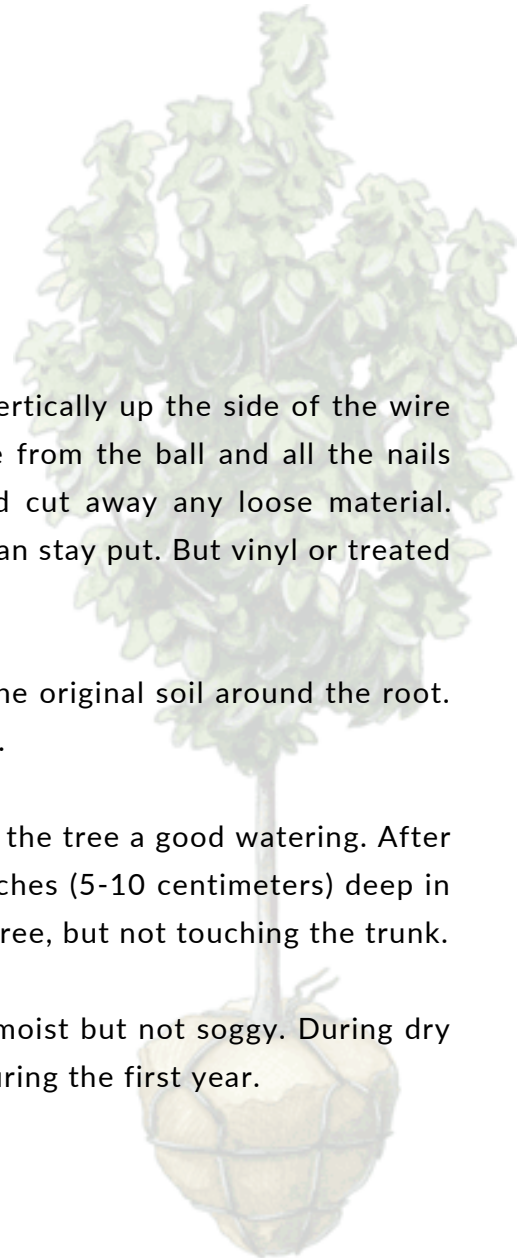 ertically up the side of the wire
e from the ball and all the nails
d cut away any loose material.
an stay put. But vinyl or treated
he original soil around the root.
.
the tree a good watering. After
ches (5-10 centimeters) deep in
ree, but not touching the trunk.
moist but not soggy. During dry
uring the first year.